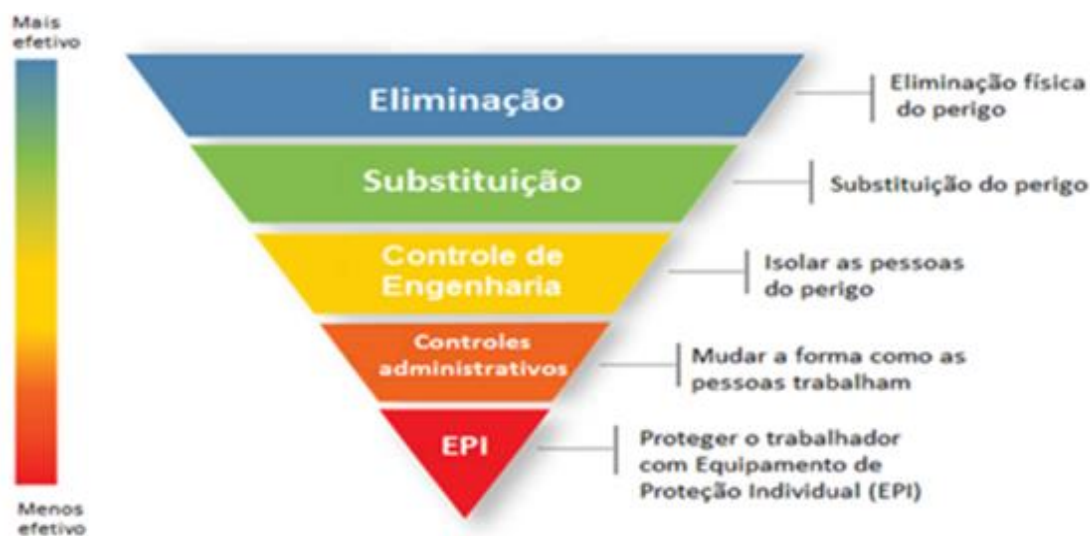 Mais
efetivo
Eliminação
Eliminação física
do perigo
Substituição
Substituição do perigo
Controle de
Engenharia
Isolar as pessoas
do perigo
Controles
administrativos
Mudar a forma como as
pessoas trabalham
EPI
Proteger o trabalhador
com Equipamento de
Proteção Individual (EPI)
Menos
efetivo